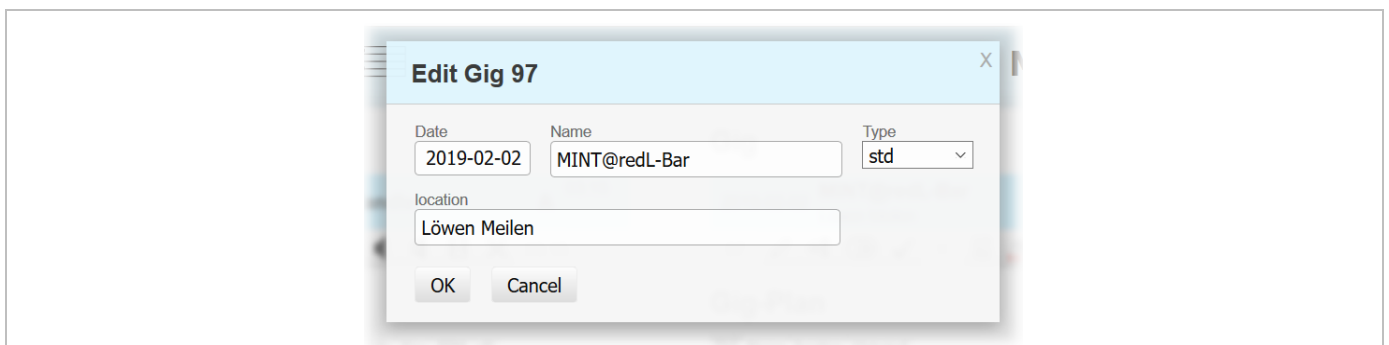 Edit Gig 97
X
Date Name Type
2019-02-02 MINT@redL-Bar std
location
Löwen Meilen
OK Cancel